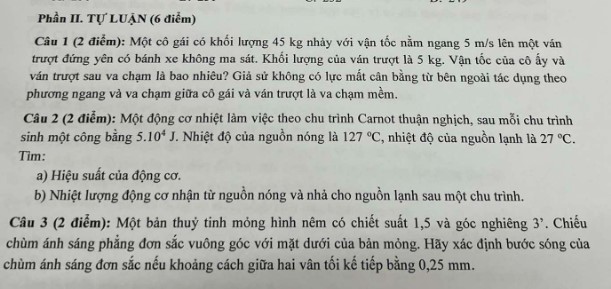 Phần II. TỰ LUẬN (6 điểm)
Câu 1 (2 điểm): Một cô gái có khối lượng 45 kg nhảy với vận tốc nằm ngang 5 m/s lên một ván
trượt đứng yên có bánh xe không ma sát. Khối lượng của ván trượt là 5 kg. Vận tốc của cô ấy và
ván trượt sau va chạm là bao nhiêu? Giả sử không có lực mất cân bằng từ bên ngoài tác dụng theo
phương ngang và va chạm giữa cô gái và ván trượt là va chạm mềm.
Câu 2 (2 điểm): Một động cơ nhiệt làm việc theo chu trình Carnot thuận nghịch, sau mỗi chu trình
sinh một công bằng 5.10⁴ J. Nhiệt độ của nguồn nóng là 127 °C, nhiệt độ của nguồn lạnh là 27 °C.
Tìm:
a) Hiệu suất của động cơ.
b) Nhiệt lượng động cơ nhận từ nguồn nóng và nhả cho nguồn lạnh sau một chu trình.
Câu 3 (2 điểm): Một bản thuỷ tinh mỏng hình nêm có chiết suất 1,5 và góc nghiêng 3’. Chiếu
chùm ánh sáng phẳng đơn sắc vuông góc với mặt dưới của bản mỏng. Hãy xác định bước sóng của
chùm ánh sáng đơn sắc nếu khoảng cách giữa hai vân tối kế tiếp bằng 0,25 mm.